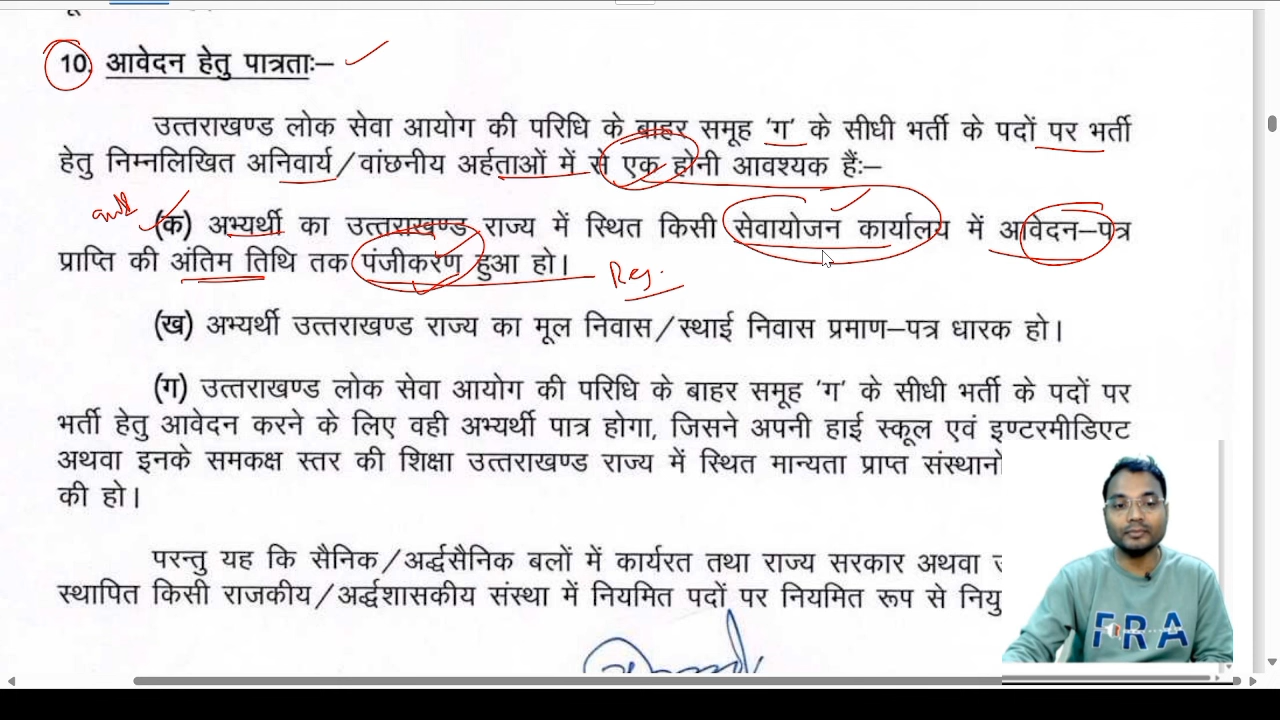 10. आवेदन हेतु पात्रताः–
उत्तराखण्ड लोक सेवा आयोग की परिधि के बाहर समूह 'ग' के सीधी भर्ती के पदों पर भर्ती
हेतु निम्नलिखित अनिवार्य/वांछनीय अर्हताओं में से एक होनी आवश्यक हैंः–
(क) अभ्यर्थी का उत्तराखण्ड राज्य में स्थित किसी सेवायोजन कार्यालय में आवेदन–पत्र
प्राप्ति की अंतिम तिथि तक पंजीकरण हुआ हो। Reg.
(ख) अभ्यर्थी उत्तराखण्ड राज्य का मूल निवास/स्थाई निवास प्रमाण–पत्र धारक हो।
(ग) उत्तराखण्ड लोक सेवा आयोग की परिधि के बाहर समूह 'ग' के सीधी भर्ती के पदों पर
भर्ती हेतु आवेदन करने के लिए वही अभ्यर्थी पात्र होगा, जिसने अपनी हाई स्कूल एवं इण्टरमीडिएट
अथवा इनके समकक्ष स्तर की शिक्षा उत्तराखण्ड राज्य में स्थित मान्यता प्राप्त
की हो।
परन्तु यह कि सैनिक/अर्द्धसैनिक बलों में कार्यरत तथा राज्य सरकार अथवा
स्थापित किसी राजकीय/अर्द्धशासकीय संस्था में नियमित पदों पर नियमित रूप से
FRA